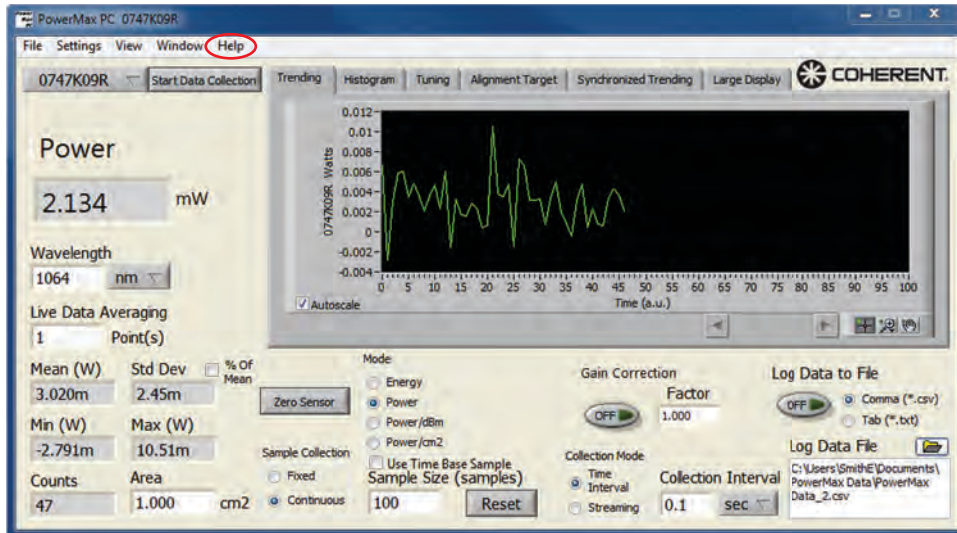 PowerMax PC 0747K09R
File Settings View Window Help
0747K09R Start Data Collection
Trending Histogram Tuning Alignment Target Synchronized Trending Large Display
COHERENT.
Power
2.134 mW
Wavelength
1064 nm
Live Data Averaging
1 Point(s)
Mean (W) Std Dev % Of Mean
3.020m 2.45m
Min (W) Max (W)
-2.791m 10.51m
Counts Area
47 1.000 cm2
0747K09R Watts
0.012
0.01
0.008
0.006
0.004
0.002
0
-0.002
-0.004
0 5 10 15 20 25 30 35 40 45 50 55 60 65 70 75 80 85 90 95 100
Time (a.u.)
Autoscale
Zero Sensor
Mode
Energy
Power
Power/dBm
Power/cm2
Use Time Base Sample
Sample Collection
Fixed
Continuous
Sample Size (samples)
100 Reset
Gain Correction
Factor
OFF 1.000
Collection Mode
Time
Interval
Streaming
Collection Interval
0.1 sec
Log Data to File
OFF
Comma (*.csv)
Tab (*.txt)
Log Data File
C:\Users\SmithE\Documents\
PowerMax Data\PowerMax
Data_2.csv